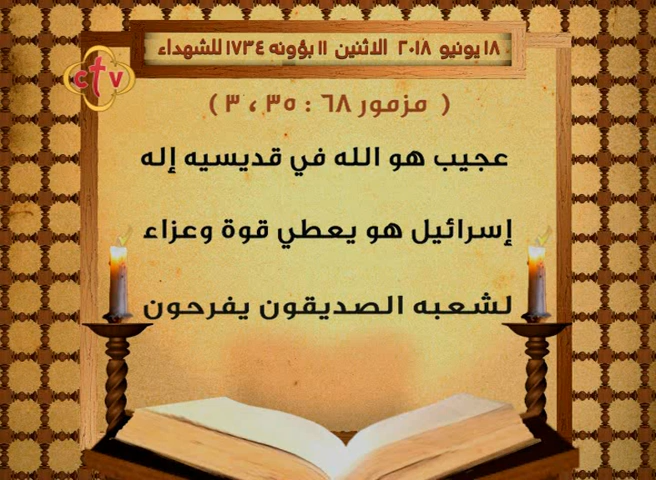 ١٨ يونيو ٢٠١٨ الاثنين ١١ بؤونه ١٧٣٤ للشهداء
ctv
( مزمور ٦٨ : ٣٥ ، ٣ )
عجيب هو الله في قديسيه إله
إسرائيل هو يعطي قوة وعزاء
لشعبه الصديقون يفرحون